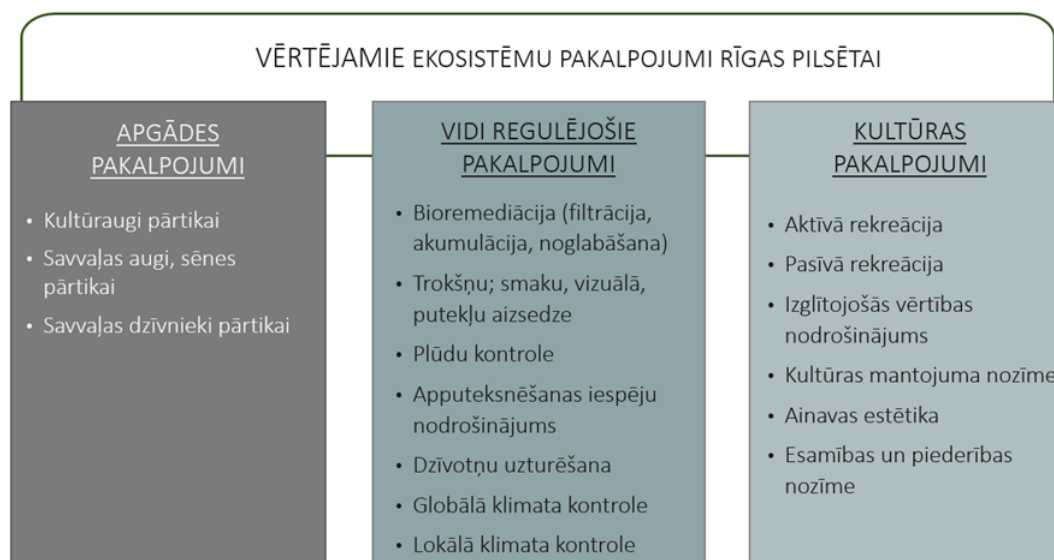 VĒRTĒJAMIE EKOSISTĒMU PAKALPOJUMI RĪGAS PILSĒTAI
APGĀDES
PAKALPOJUMI
• Kultūraugi pārtikai
• Savvaļas augi, sēnes
pārtikai
• Savvaļas dzīvnieki pārtikai
VIDI REGULĒJOŠIE
PAKALPOJUMI
• Bioremediācija (filtrācija,
akumulācija, noglabāšana)
• Trokšņu; smaku, vizuālā,
putekļu aizsedze
• Plūdu kontrole
• Apputeksnēšanas iespēju
nodrošinājums
• Dzīvotņu uzturēšana
• Globālā klimata kontrole
• Lokālā klimata kontrole
KULTŪRAS
PAKALPOJUMI
• Aktīvā rekreācija
• Pasīvā rekreācija
• Izglītojošās vērtības
nodrošinājums
• Kultūras mantojuma nozīme
• Ainavas estētika
• Esamības un piederības
nozīme